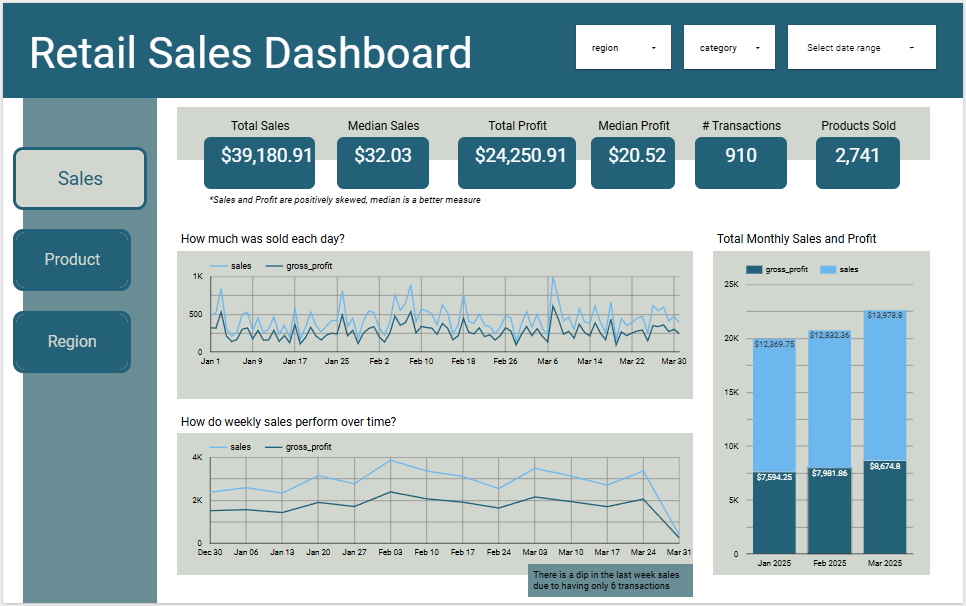 Retail Sales Dashboard
region
category
Select date range
Sales
Product
Region
Total Sales
Median Sales
Total Profit
Median Profit
# Transactions
Products Sold
$39,180.91
$32.03
$24,250.91
$20.52
910
2,741
*Sales and Profit are positively skewed, median is a better measure
How much was sold each day?
sales
gross_profit
1K
500
0
Jan 1
Jan 9
Jan 17
Jan 25
Feb 2
Feb 10
Feb 18
Feb 26
Mar 6
Mar 14
Mar 22
Mar 30
How do weekly sales perform over time?
sales
gross_profit
4K
2K
0
Dec 30
Jan 06
Jan 13
Jan 20
Jan 27
Feb 03
Feb 10
Feb 17
Feb 24
Mar 03
Mar 10
Mar 17
Mar 24
Mar 31
There is a dip in the last week sales
due to having only 6 transactions
Total Monthly Sales and Profit
gross_profit
sales
25K
20K
15K
10K
5K
0
$12,369.75
$12,832.36
$13,978.8
$7,594.25
$7,981.86
$8,674.8
Jan 2025
Feb 2025
Mar 2025